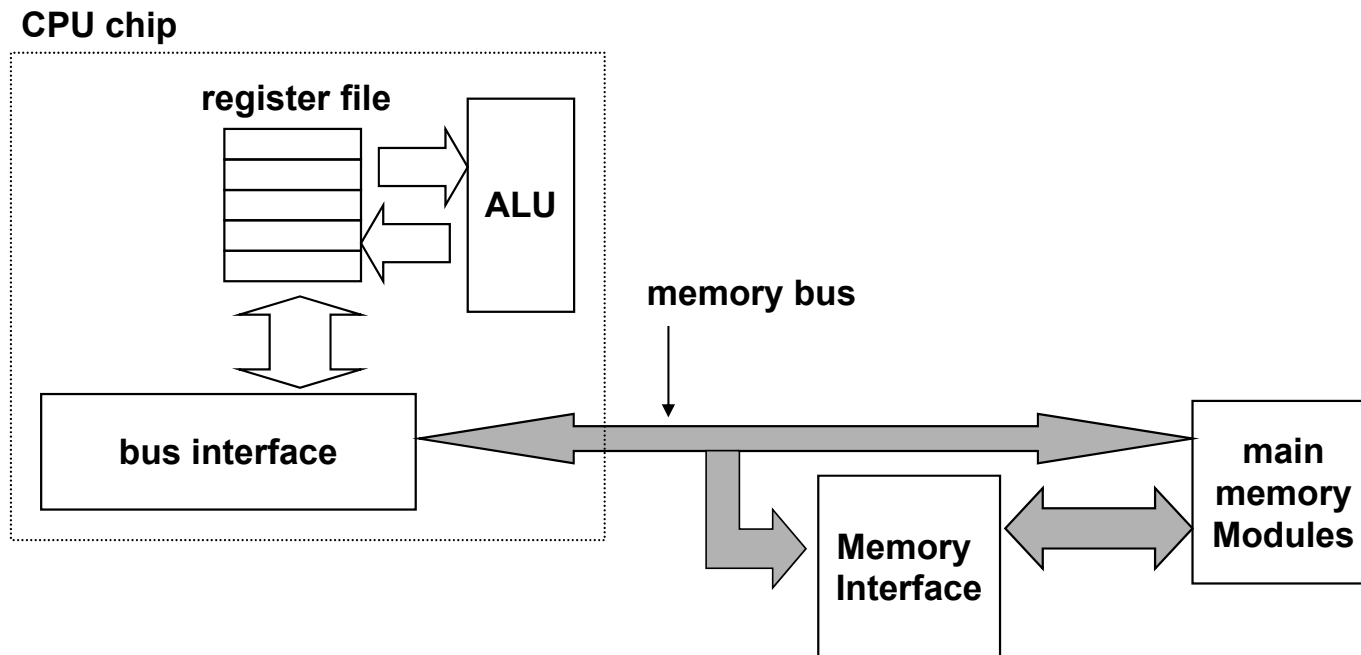 CPU chip
register file
ALU
memory bus
bus interface
main
memory
Modules
Memory
Interface